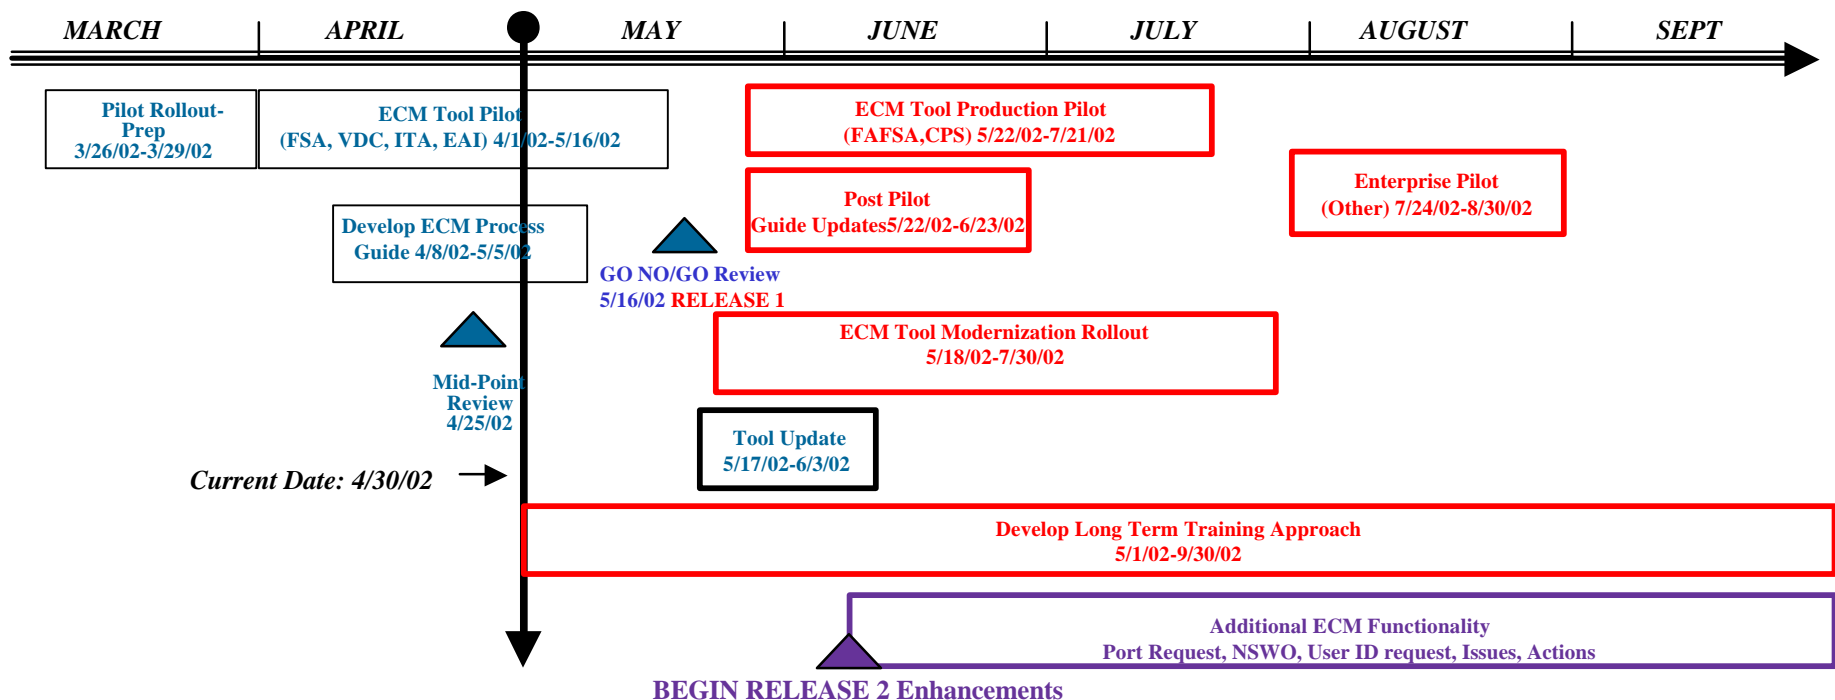 MARCH
APRIL
MAY
JUNE
JULY
AUGUST
SEPT
Pilot Rollout-
Prep
3/26/02-3/29/02
ECM Tool Pilot
(FSA, VDC, ITA, EAI) 4/1/02-5/16/02
ECM Tool Production Pilot
(FAFSA,CPS) 5/22/02-7/21/02
Enterprise Pilot
(Other) 7/24/02-8/30/02
Post Pilot
Guide Updates5/22/02-6/23/02
Develop ECM Process
Guide 4/8/02-5/5/02
GO NO/GO Review
5/16/02 RELEASE 1
ECM Tool Modernization Rollout
5/18/02-7/30/02
Mid-Point
Review
4/25/02
Tool Update
5/17/02-6/3/02
Current Date: 4/30/02
Develop Long Term Training Approach
5/1/02-9/30/02
Additional ECM Functionality
Port Request, NSWO, User ID request, Issues, Actions
BEGIN RELEASE 2 Enhancements